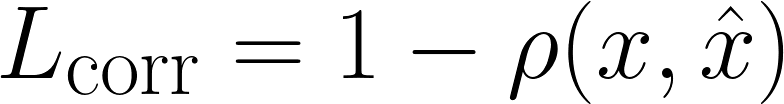 L_corr = 1 − ρ(x, x̂)